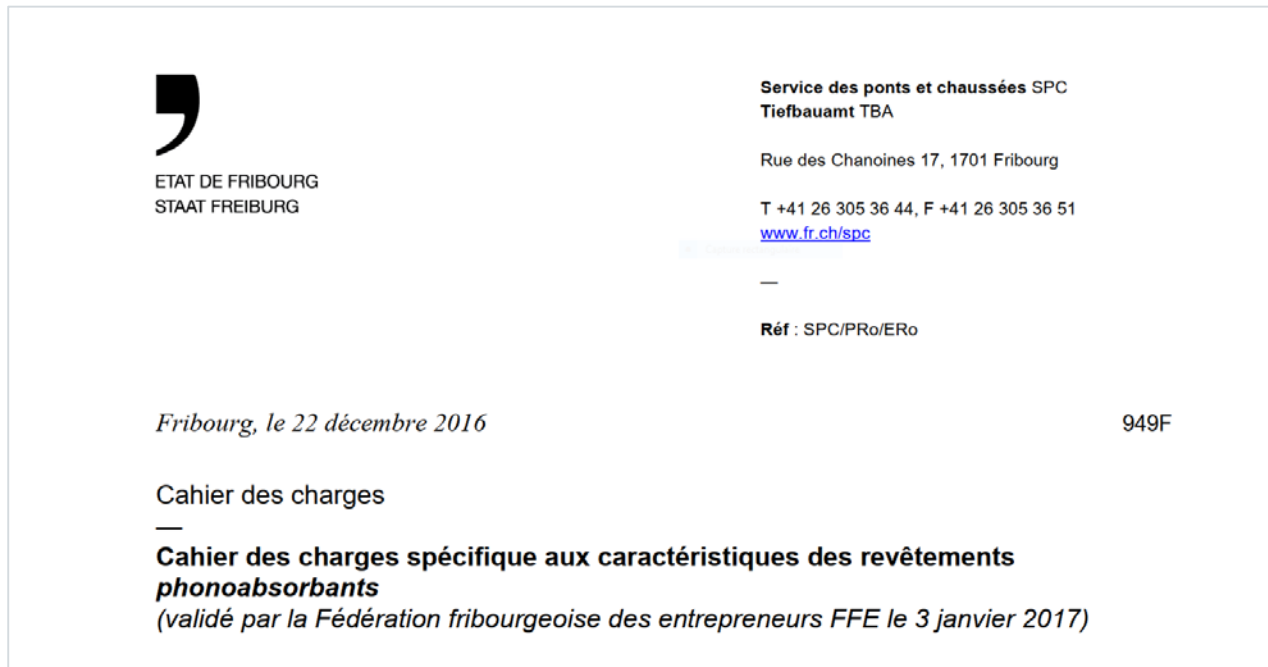 Service des ponts et chaussées SPC
Tiefbauamt TBA
Rue des Chanoines 17, 1701 Fribourg
ETAT DE FRIBOURG
STAAT FREIBURG
T +41 26 305 36 44, F +41 26 305 36 51
www.fr.ch/spc
—
Réf : SPC/PRo/ERo
Fribourg, le 22 décembre 2016
949F
Cahier des charges
—
Cahier des charges spécifique aux caractéristiques des revêtements
phonoabsorbants
(validé par la Fédération fribourgeoise des entrepreneurs FFE le 3 janvier 2017)